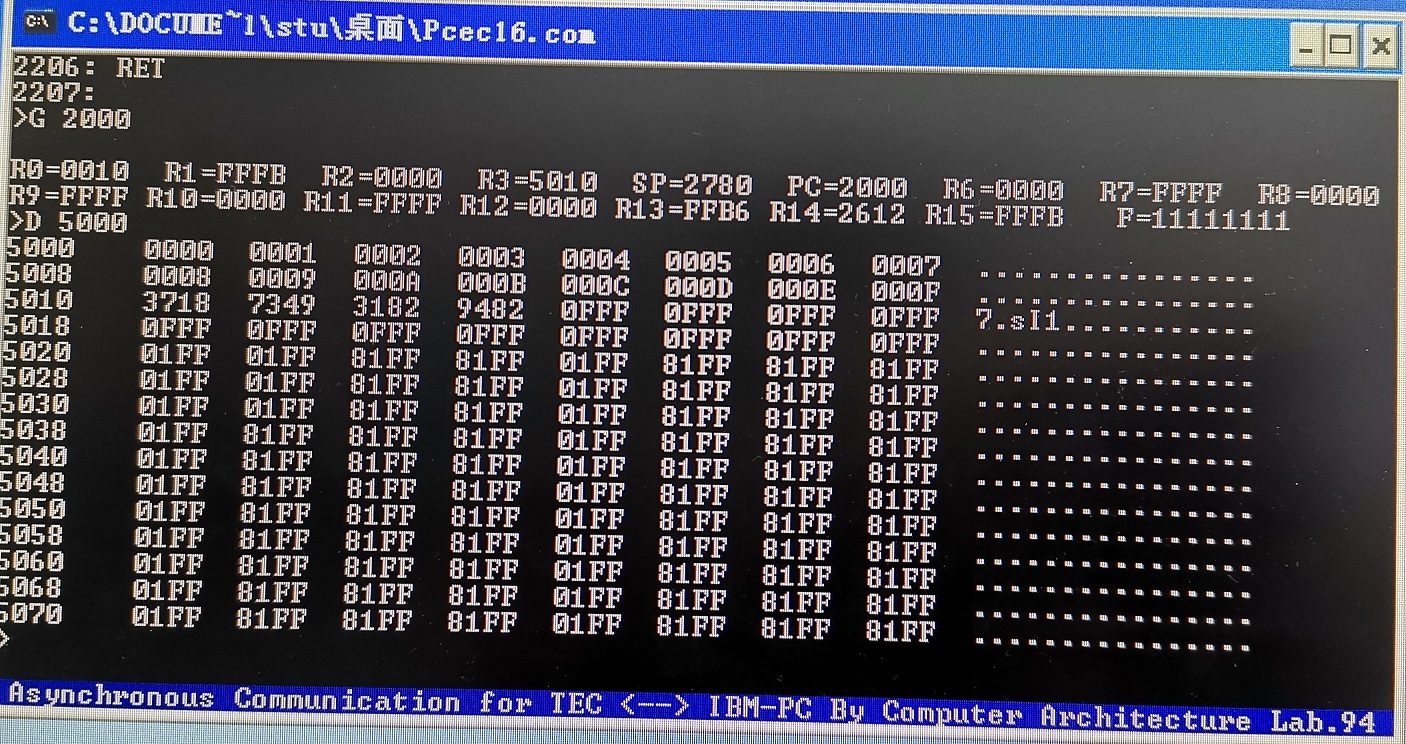 C:\DOCUME~1\stu\桌面\Pcec16.com
2206: RET
2207:
>G 2000
R0=0010 R1=FFFB R2=0000 R3=5010 SP=2780 PC=2000 R6=0000 R7=FFFF R8=0000
R9=FFFF R10=0000 R11=FFFF R12=0000 R13=FFB6 R14=2612 R15=FFFB F=11111111
>D 5000
5000 0000 0001 0002 0003 0004 0005 0006 0007 ................
5008 0008 0009 000A 000B 000C 000D 000E 000F ................
5010 3718 7349 3182 9482 0FFF 0FFF 0FFF 0FFF 7.sI1...........
5018 0FFF 0FFF 0FFF 0FFF 0FFF 0FFF 0FFF 0FFF ................
5020 01FF 01FF 81FF 81FF 01FF 81FF 81FF 81FF ................
5028 01FF 01FF 81FF 81FF 01FF 81FF 81FF 81FF ................
5030 01FF 01FF 81FF 81FF 01FF 81FF 81FF 81FF ................
5038 01FF 81FF 81FF 81FF 01FF 81FF 81FF 81FF ................
5040 01FF 81FF 81FF 81FF 01FF 81FF 81FF 81FF ................
5048 01FF 81FF 81FF 81FF 01FF 81FF 81FF 81FF ................
5050 01FF 81FF 81FF 81FF 01FF 81FF 81FF 81FF ................
5058 01FF 81FF 81FF 81FF 01FF 81FF 81FF 81FF ................
5060 01FF 81FF 81FF 81FF 01FF 81FF 81FF 81FF ................
5068 01FF 81FF 81FF 81FF 01FF 81FF 81FF 81FF ................
5070 01FF 81FF 81FF 81FF 01FF 81FF 81FF 81FF ................
>
Asynchronous Communication for TEC <--> IBM-PC By Computer Architecture Lab.94